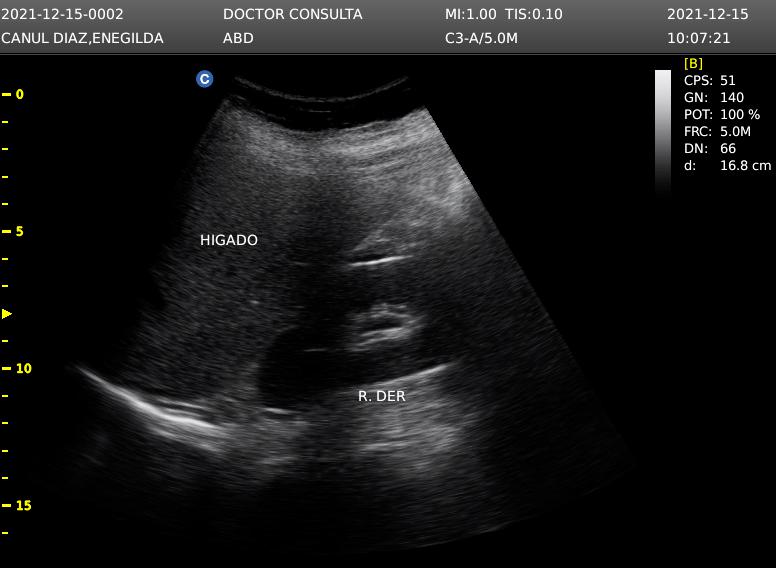 2021-12-15-0002 DOCTOR CONSULTA MI:1.00 TIS:0.10 2021-12-15
CANUL DIAZ,ENEGILDA ABD C3-A/5.0M 10:07:21
C
[B]
0
CPS: 51
GN: 140
POT: 100 %
FRC: 5.0M
DN: 66
d: 16.8 cm
5
HIGADO
10
R. DER
15